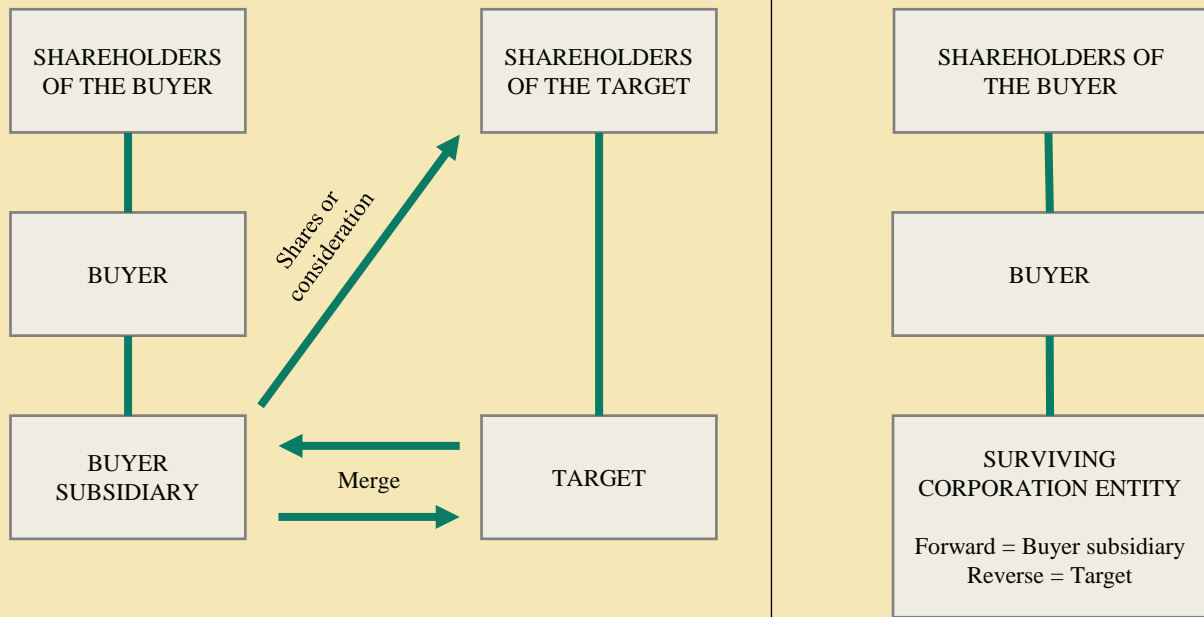 SHAREHOLDERS
OF THE BUYER
SHAREHOLDERS
OF THE TARGET
Shares or
consideration
BUYER
BUYER
SUBSIDIARY
Merge
TARGET
SHAREHOLDERS OF
THE BUYER
BUYER
SURVIVING
CORPORATION ENTITY
Forward = Buyer subsidiary
Reverse = Target